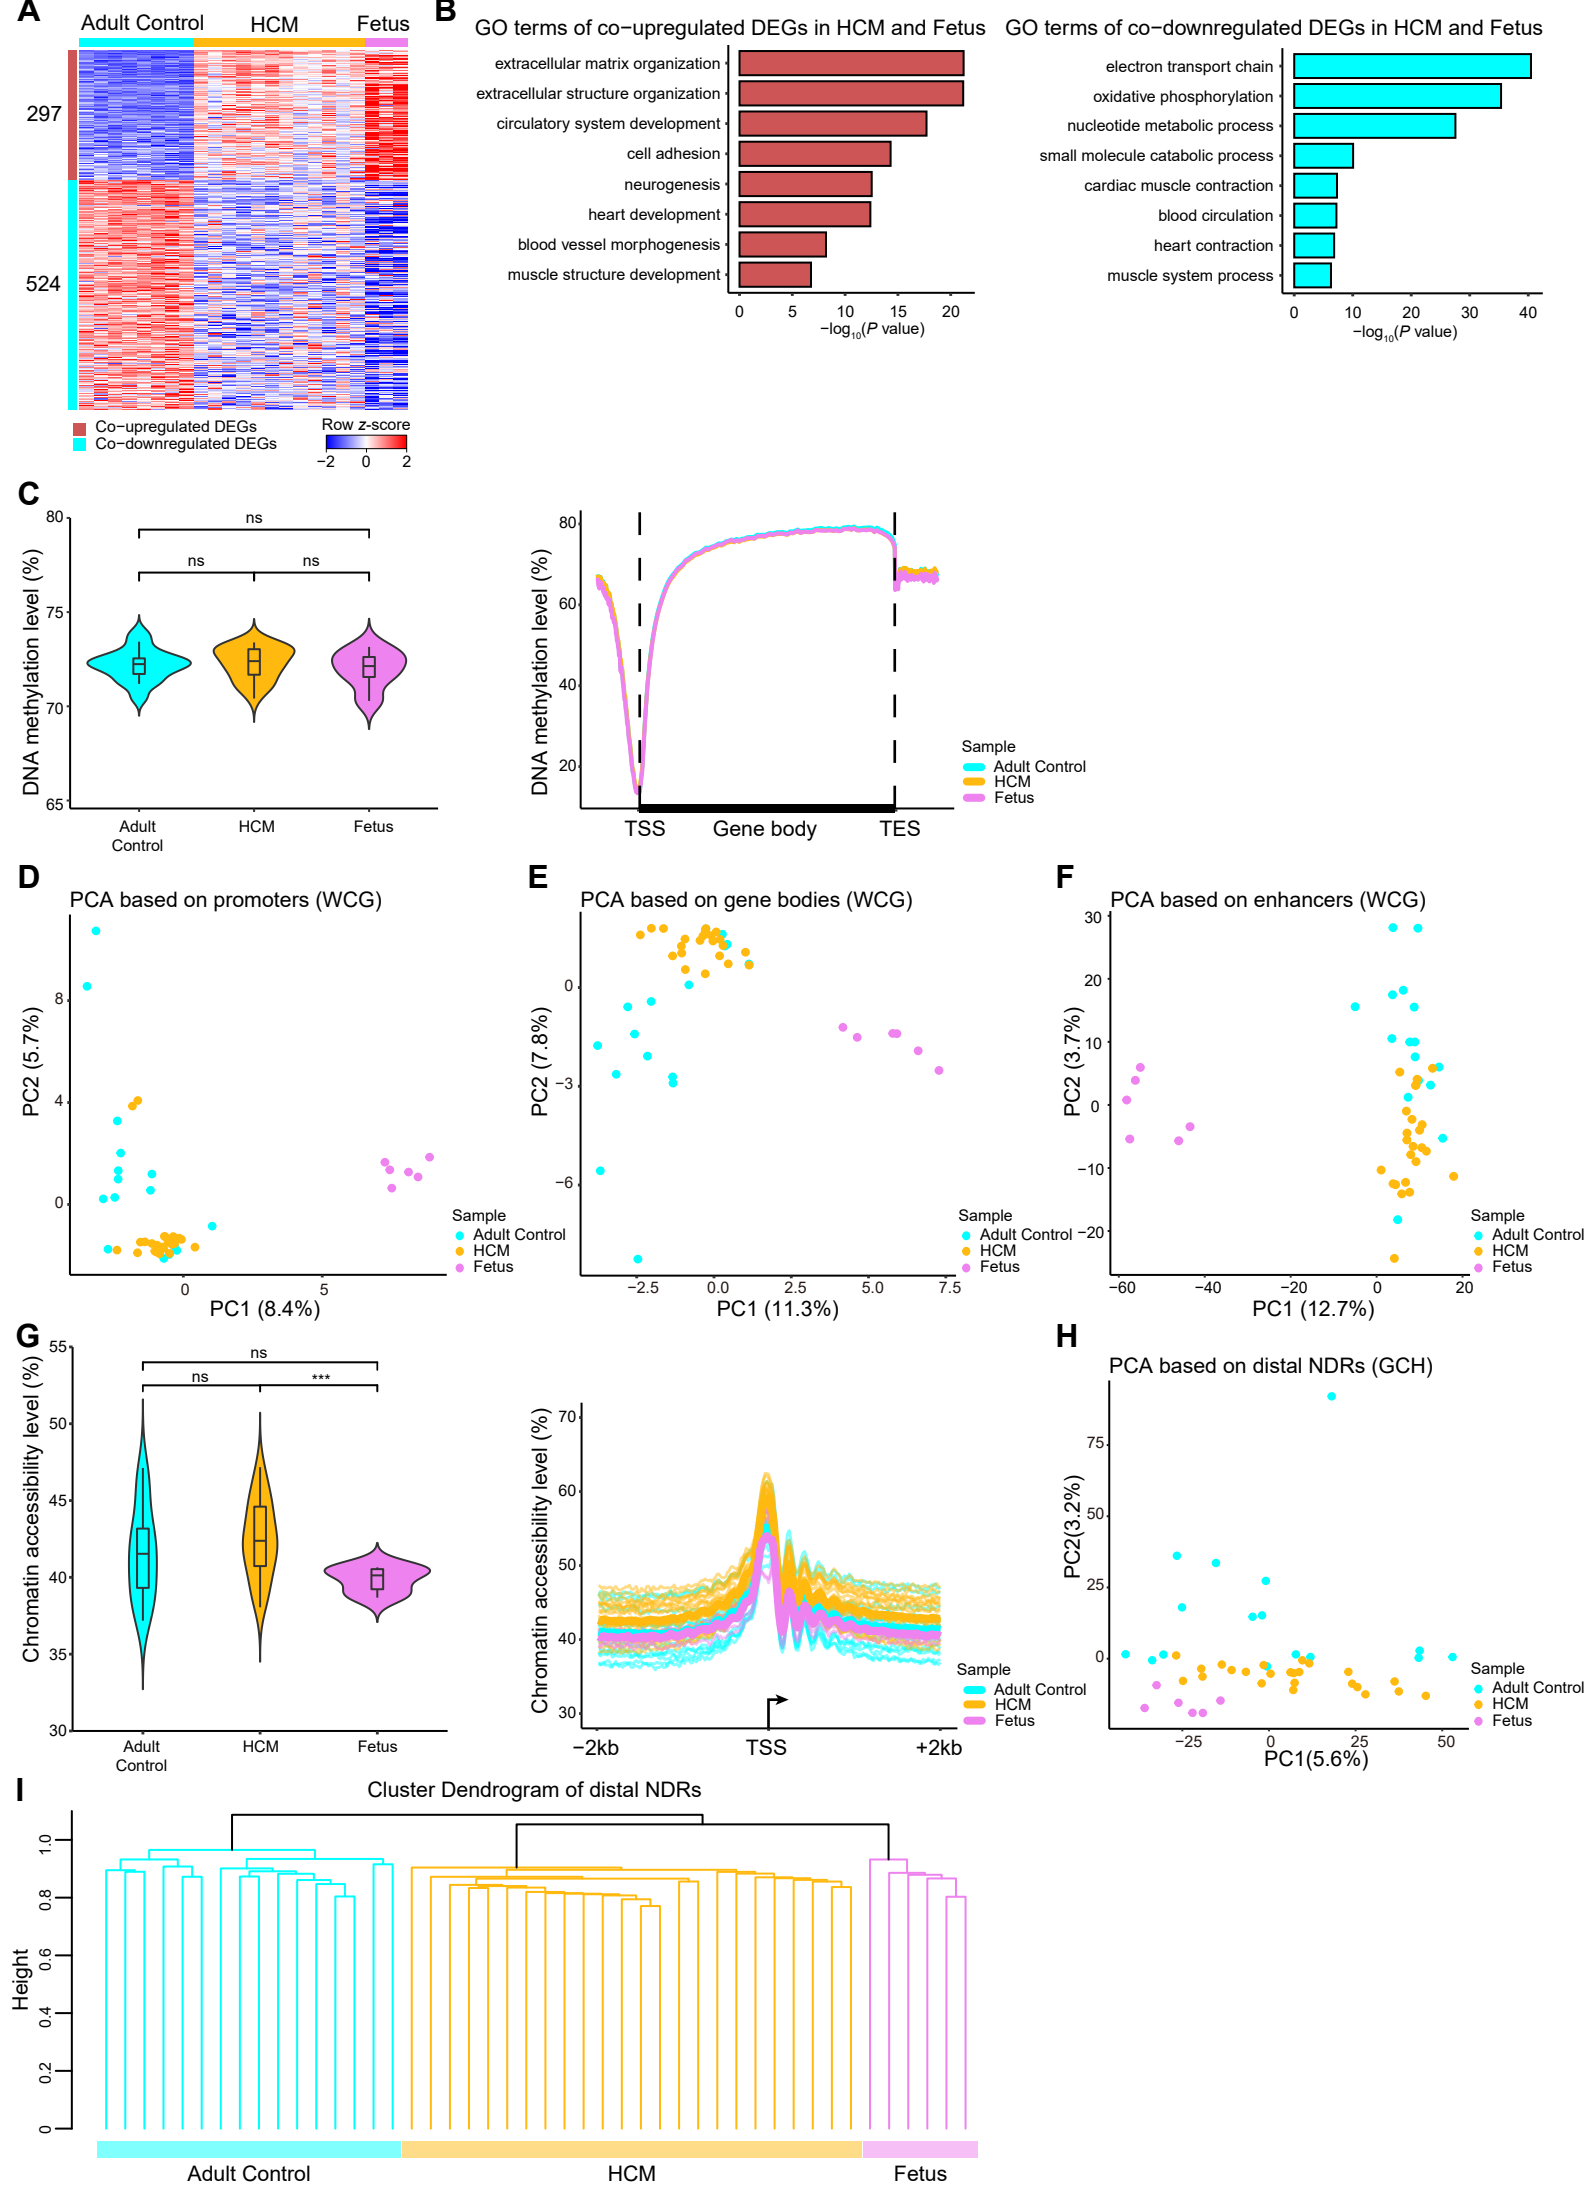 A
Adult Control
HCM
Fetus
297
524
Co−upregulated DEGs
Co−downregulated DEGs
Row z-score
−2 0 2
B
GO terms of co−upregulated DEGs in HCM and Fetus
extracellular matrix organization
extracellular structure organization
circulatory system development
cell adhesion
neurogenesis
heart development
blood vessel morphogenesis
muscle structure development
0 5 10 15 20
−log10(P value)
GO terms of co−downregulated DEGs in HCM and Fetus
electron transport chain
oxidative phosphorylation
nucleotide metabolic process
small molecule catabolic process
cardiac muscle contraction
blood circulation
heart contraction
muscle system process
0 10 20 30 40
−log10(P value)
C
DNA methylation level (%)
80
75
70
65
ns
ns
ns
Adult
Control
HCM
Fetus
DNA methylation level (%)
80
60
40
20
TSS
Gene body
TES
Sample
Adult Control
HCM
Fetus
D
PCA based on promoters (WCG)
PC2 (5.7%)
8
4
0
0 5
PC1 (8.4%)
Sample
Adult Control
HCM
Fetus
E
PCA based on gene bodies (WCG)
PC2 (7.8%)
0
−3
−6
−2.5 0.0 2.5 5.0 7.5
PC1 (11.3%)
Sample
Adult Control
HCM
Fetus
F
PCA based on enhancers (WCG)
PC2 (3.7%)
30
20
10
0
−10
−20
−60 −40 −20 0 20
PC1 (12.7%)
Sample
Adult Control
HCM
Fetus
G
Chromatin accessibility level (%)
55
50
45
40
35
30
ns
ns
***
Adult
Control
HCM
Fetus
Chromatin accessibility level (%)
70
60
50
40
30
−2kb
TSS
+2kb
Sample
Adult Control
HCM
Fetus
H
PCA based on distal NDRs (GCH)
PC2(3.2%)
75
50
25
0
−25 0 25 50
PC1(5.6%)
Sample
Adult Control
HCM
Fetus
I
Cluster Dendrogram of distal NDRs
Height
1.0
0.8
0.6
0.4
0.2
0
Adult Control
HCM
Fetus